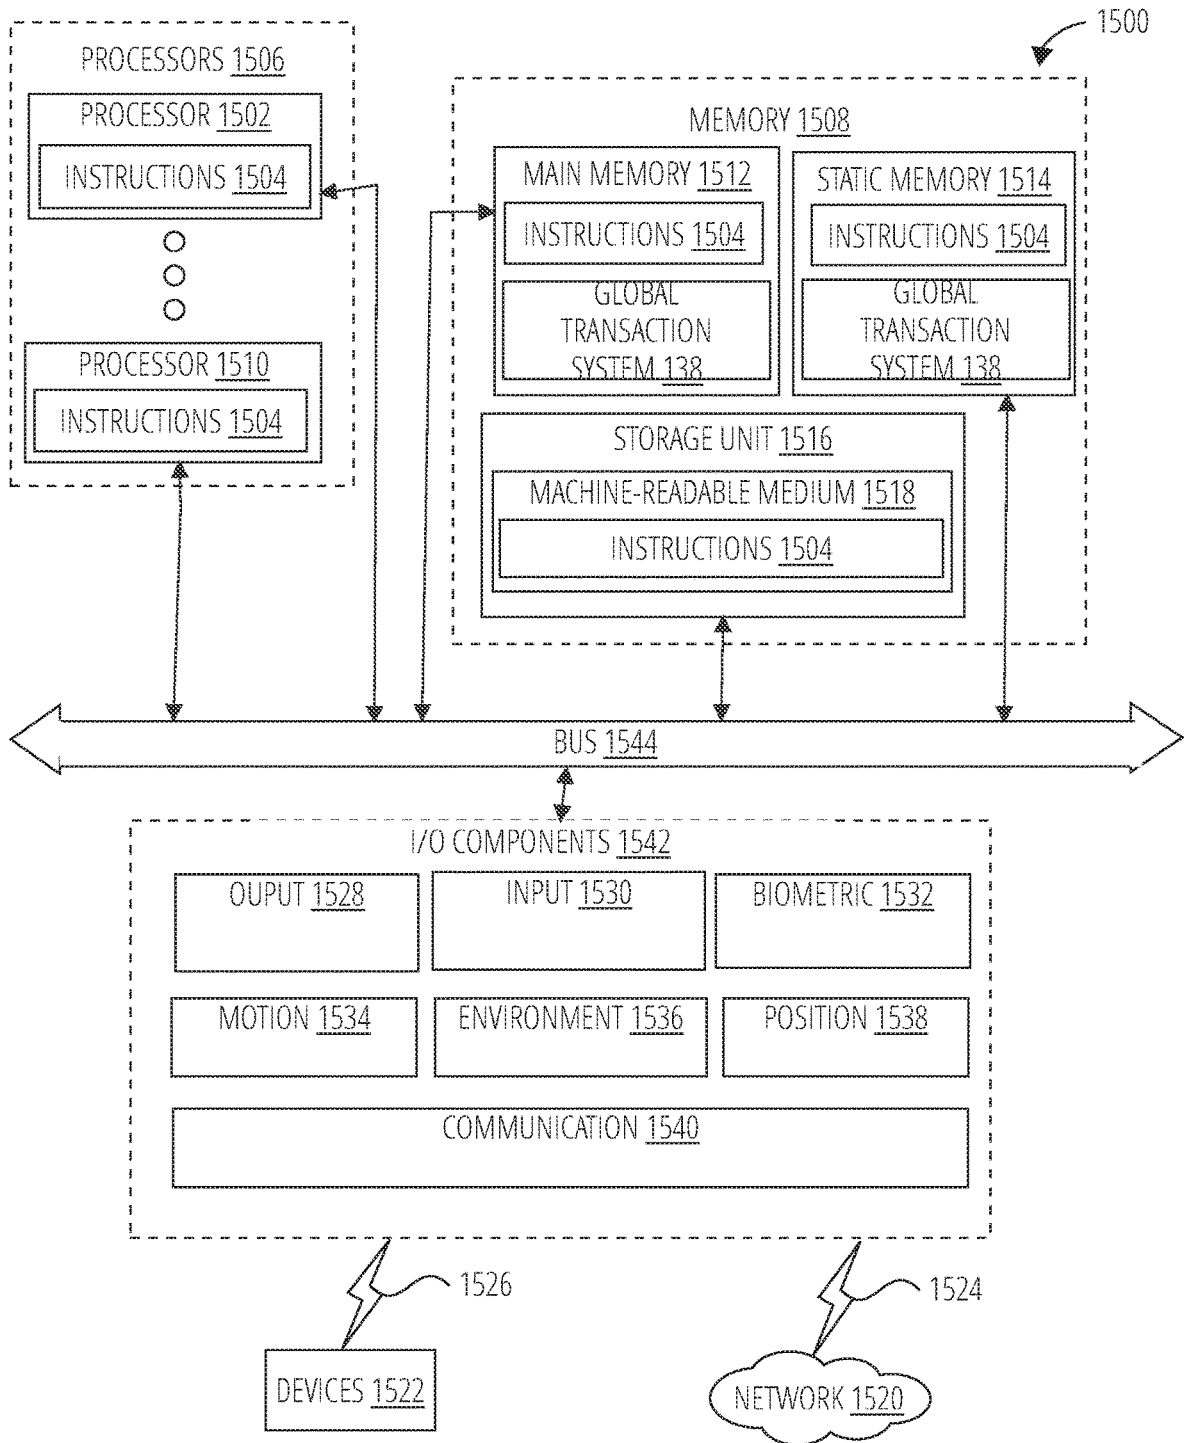 1500
PROCESSORS 1506
PROCESSOR 1502
INSTRUCTIONS 1504
PROCESSOR 1510
INSTRUCTIONS 1504
MEMORY 1508
MAIN MEMORY 1512
INSTRUCTIONS 1504
GLOBAL
TRANSACTION
SYSTEM 138
STATIC MEMORY 1514
INSTRUCTIONS 1504
GLOBAL
TRANSACTION
SYSTEM 138
STORAGE UNIT 1516
MACHINE-READABLE MEDIUM 1518
INSTRUCTIONS 1504
BUS 1544
I/O COMPONENTS 1542
OUPUT 1528
INPUT 1530
BIOMETRIC 1532
MOTION 1534
ENVIRONMENT 1536
POSITION 1538
COMMUNICATION 1540
1526
1524
DEVICES 1522
NETWORK 1520